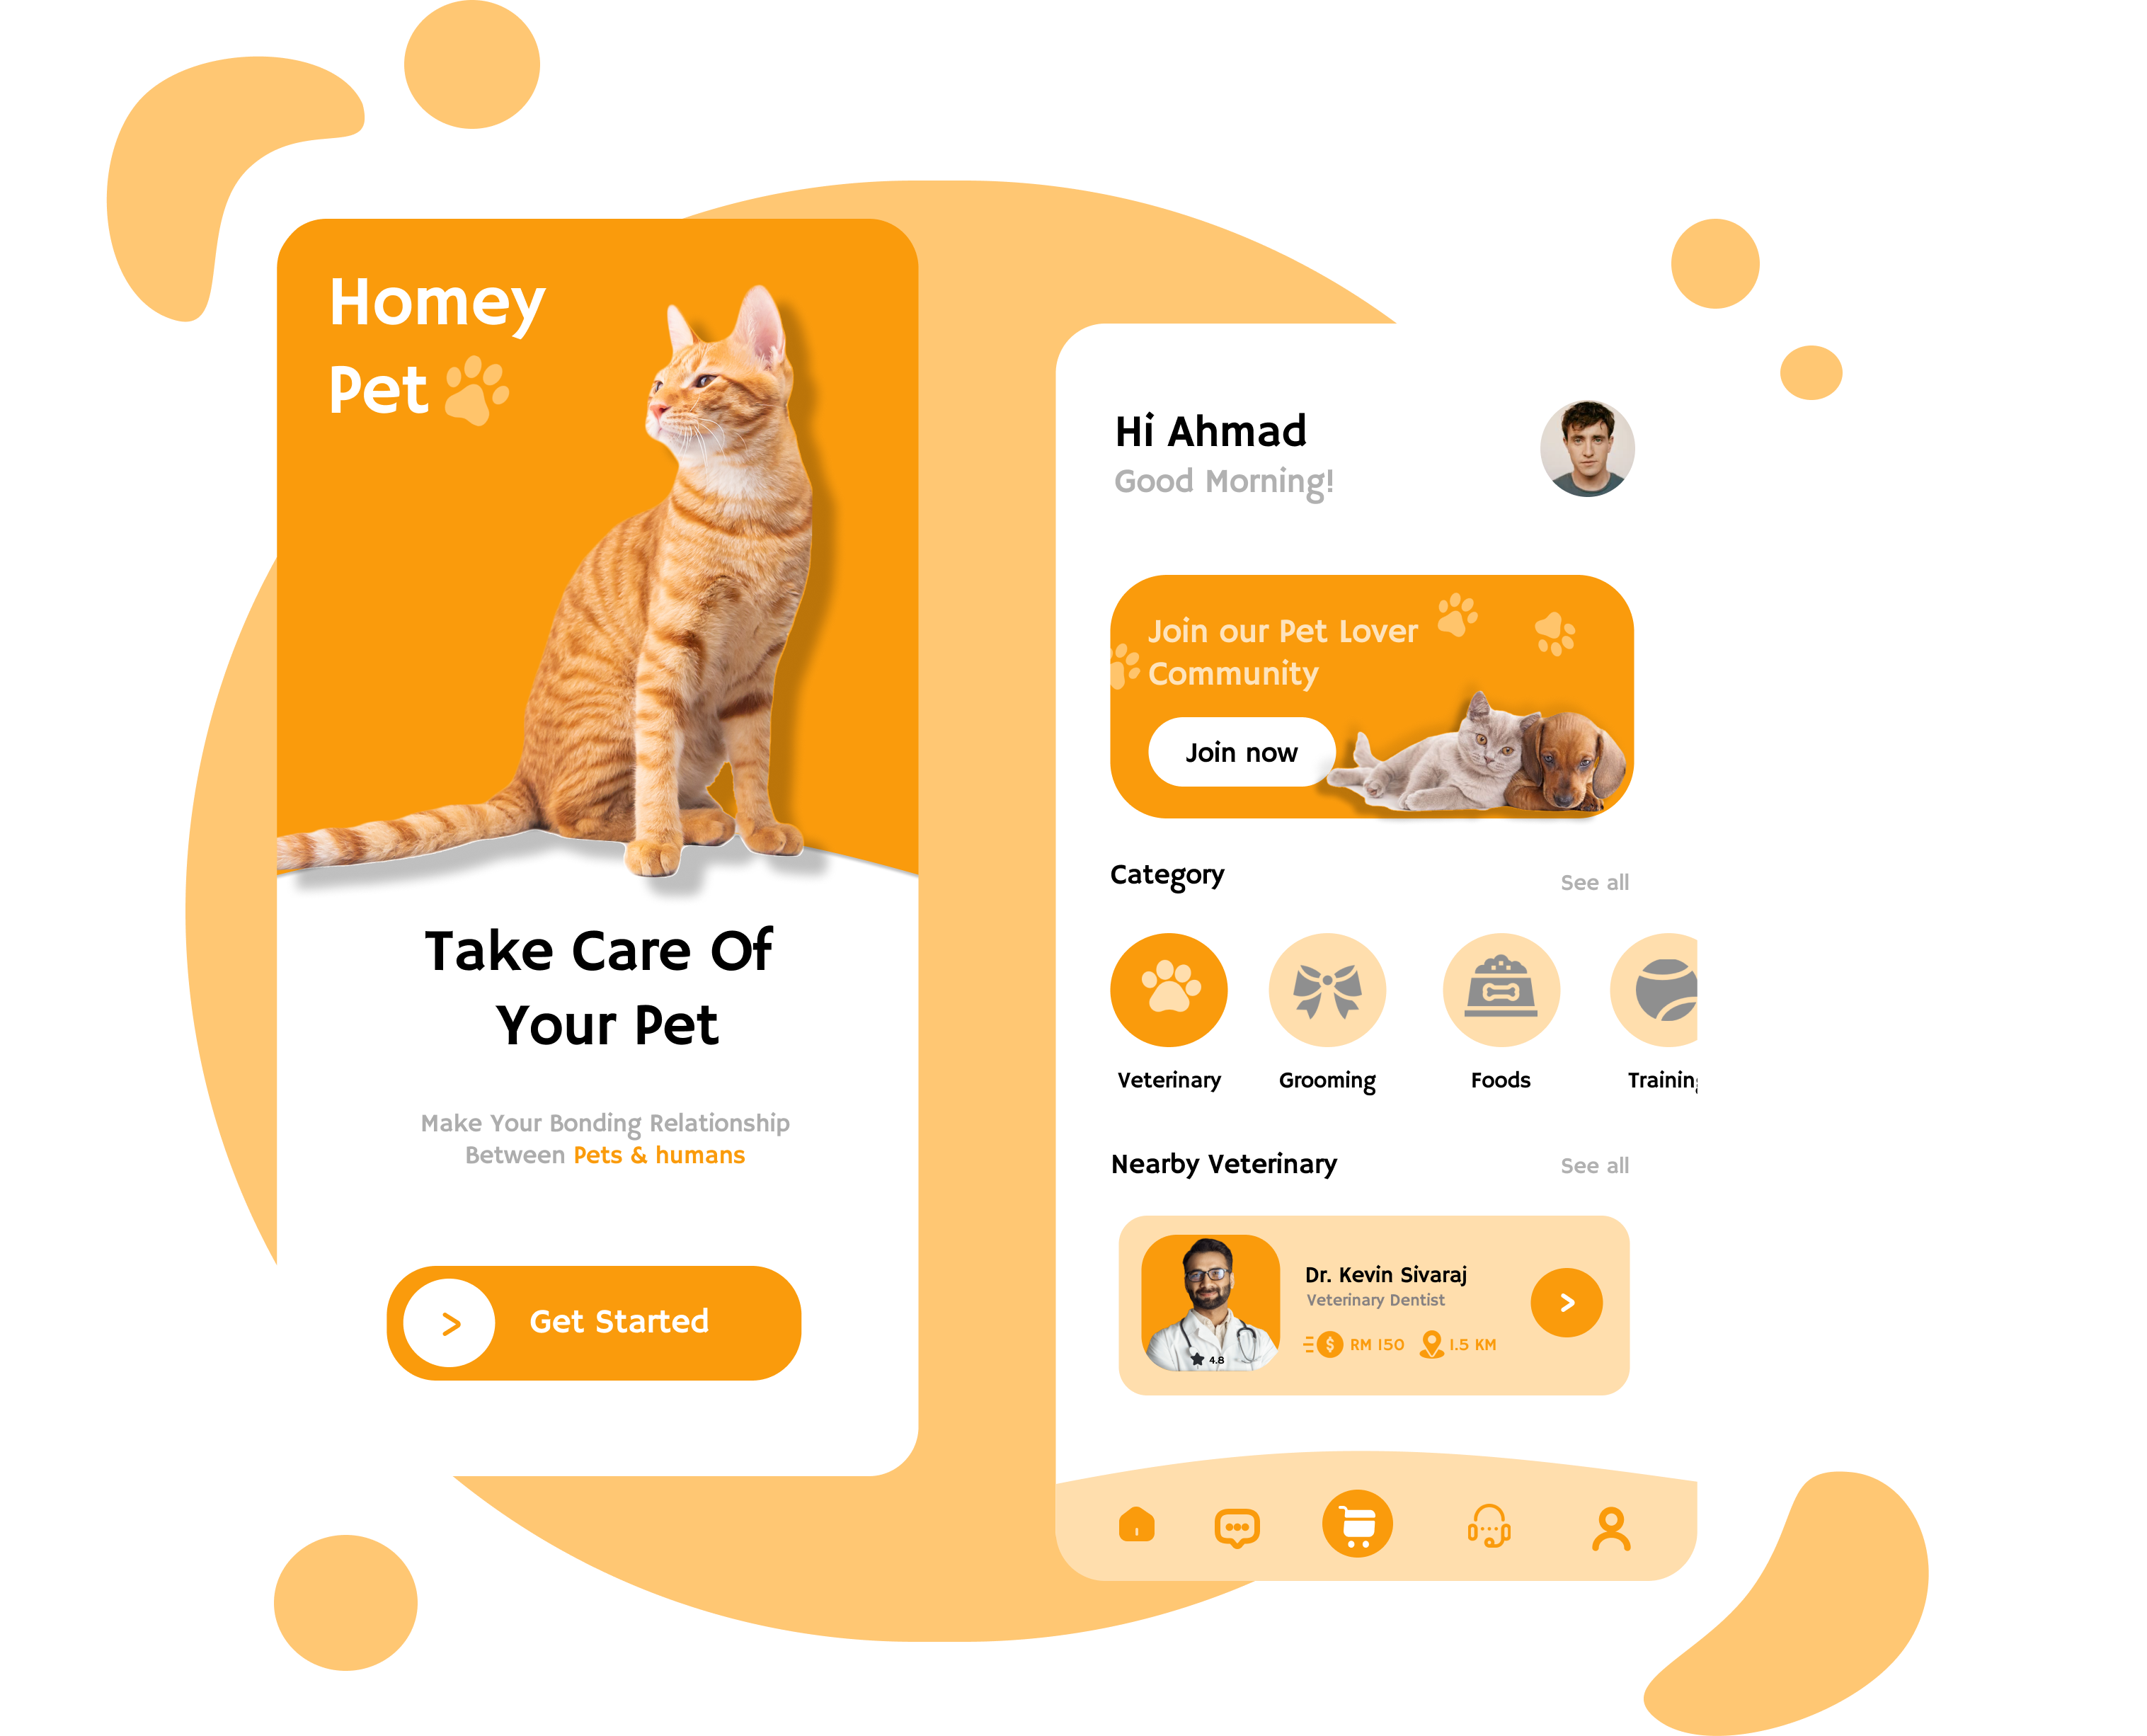 Homey
Pet
Take Care Of
Your Pet
Make Your Bonding Relationship
Between Pets & humans
> Get Started
Hi Ahmad
Good Morning!
Join our Pet Lover
Community
Join now
Category
See all
Veterinary
Grooming
Foods
Training
Nearby Veterinary
See all
Dr. Kevin Sivaraj
Veterinary Dentist
$ RM 150
1.5 KM
4.8
>